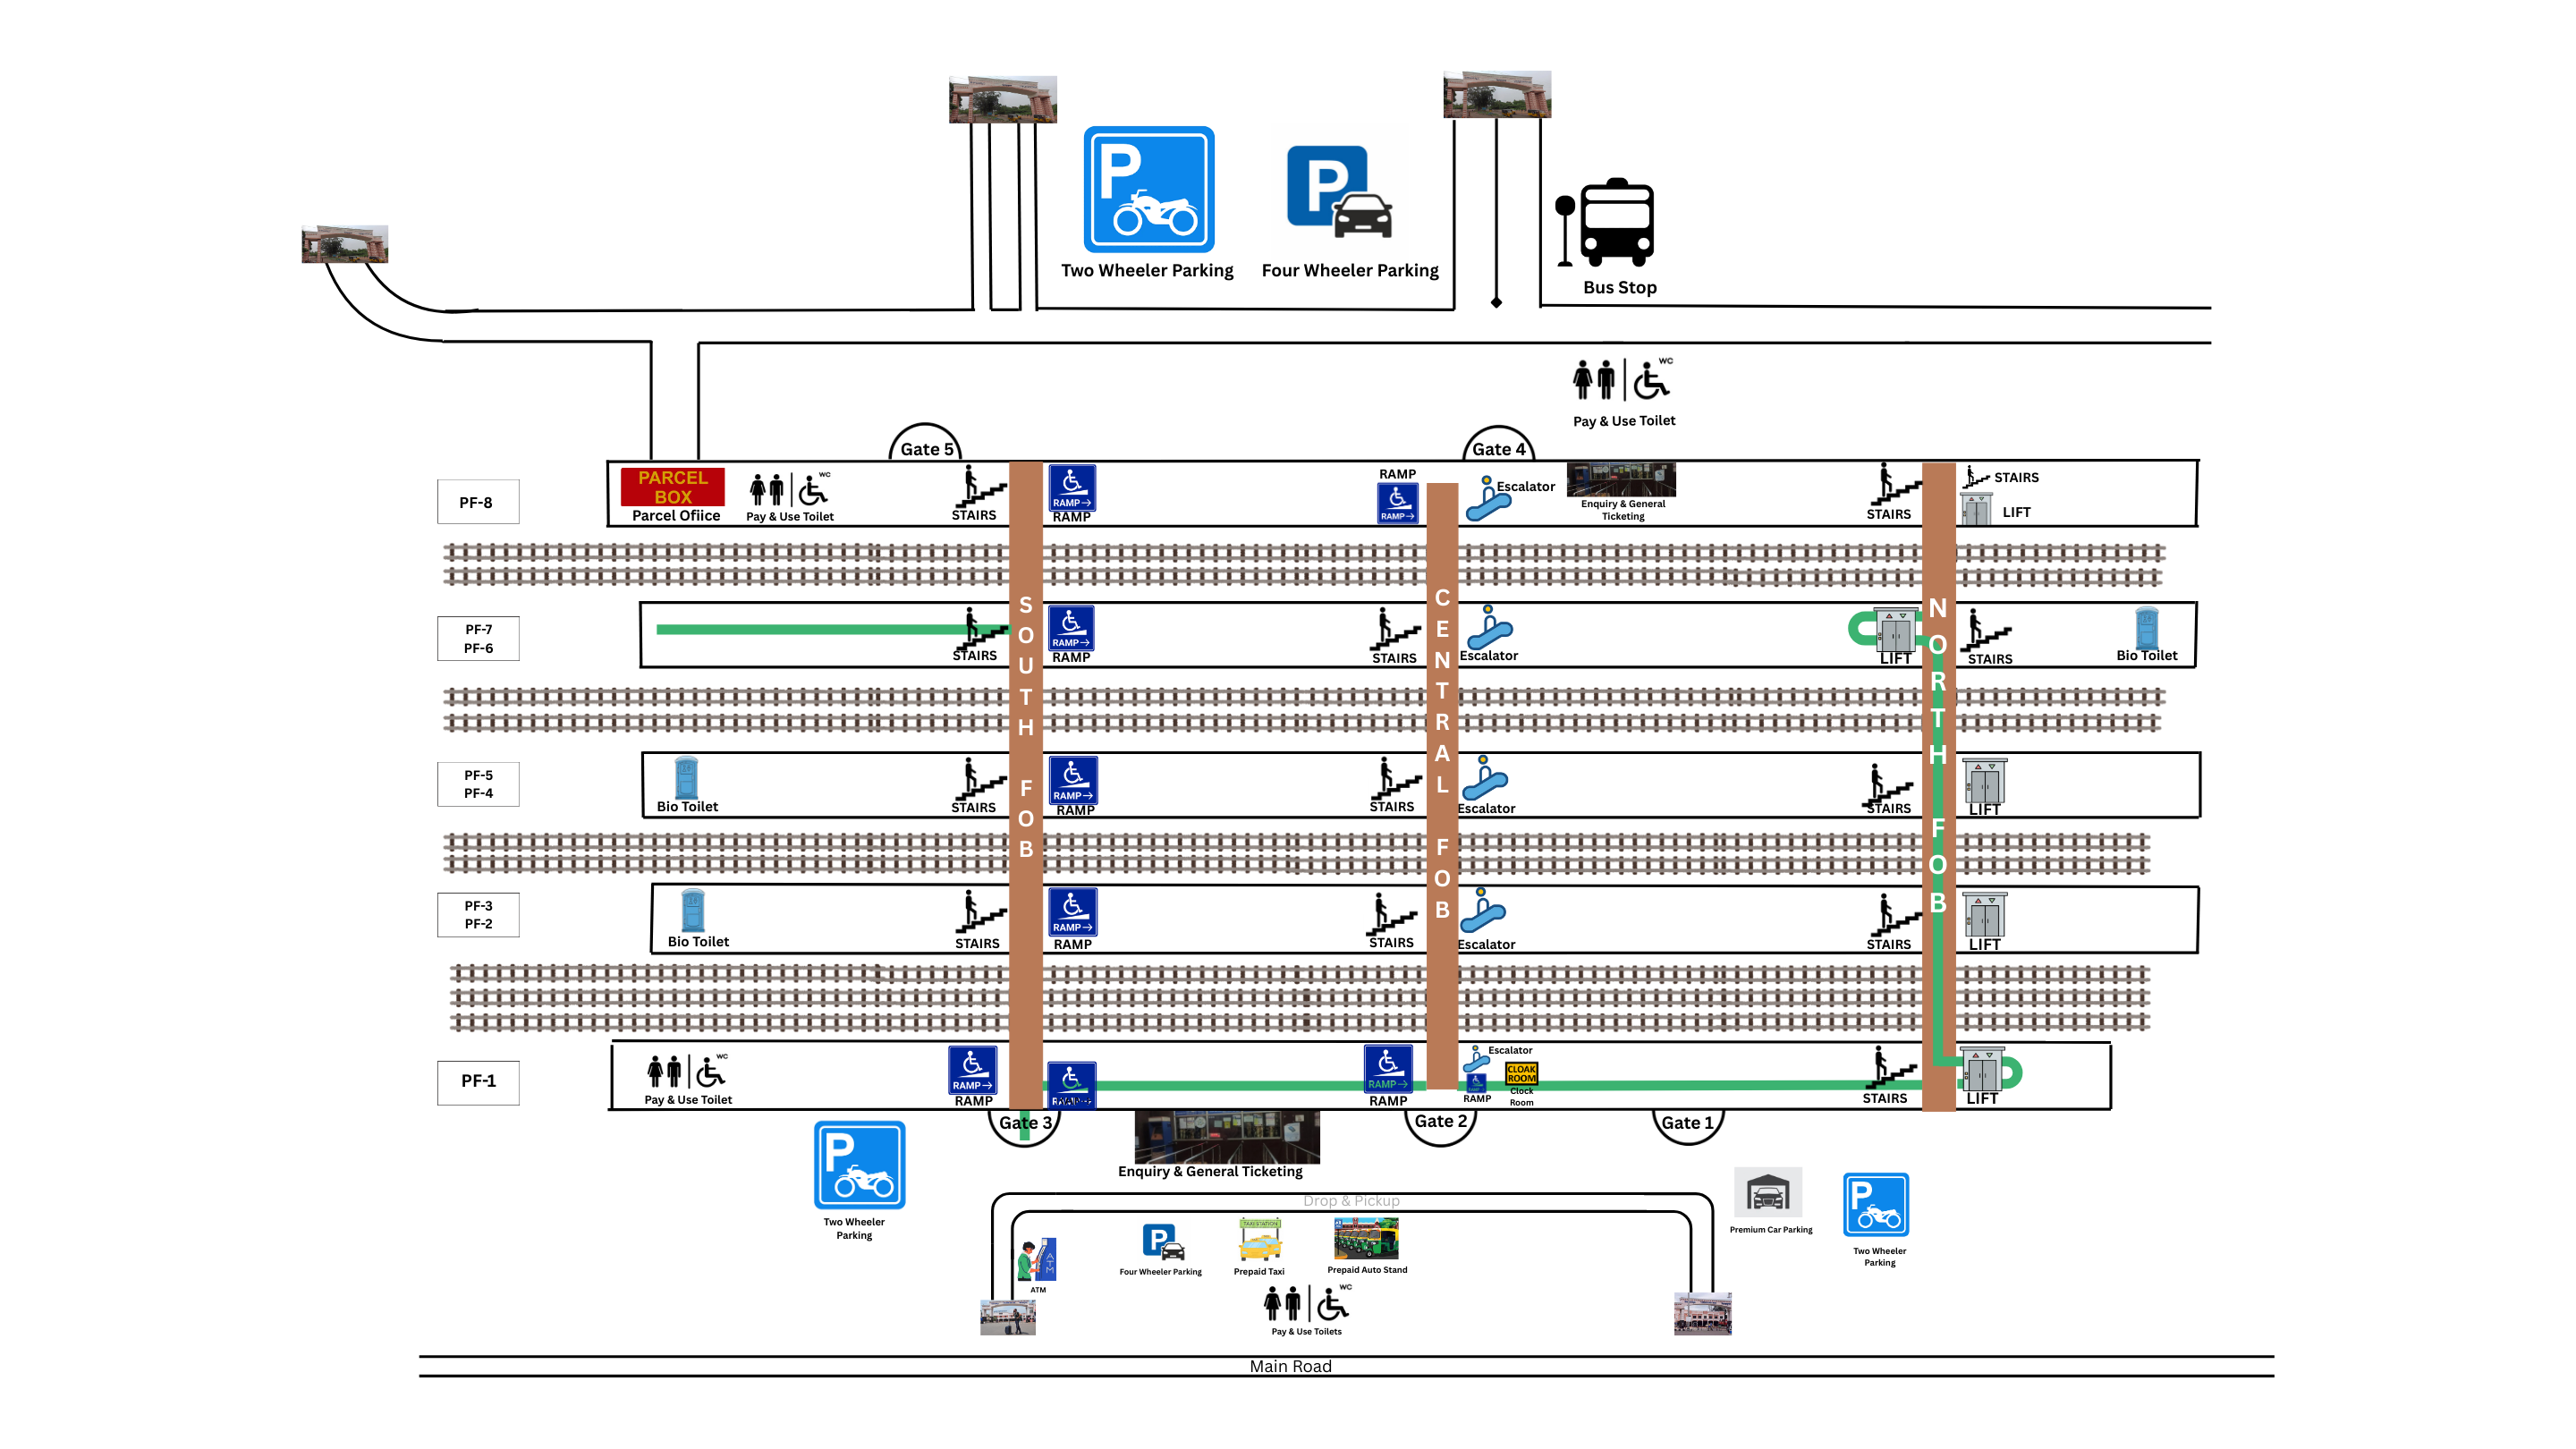 P
Two Wheeler Parking
P
Four Wheeler Parking
Bus Stop
WC
Pay & Use Toilet
Gate 5
Gate 4
PF-8
PARCEL
BOX
Parcel Ofiice
WC
Pay & Use Toilet
STAIRS
RAMP→
RAMP
RAMP
RAMP→
Escalator
Enquiry & General
Ticketing
STAIRS
STAIRS
LIFT
PF-7
PF-6
STAIRS
RAMP→
RAMP
STAIRS
Escalator
LIFT
STAIRS
Bio Toilet
SOUTH FOB
CENTRAL FOB
NORTH FOB
PF-5
PF-4
Bio Toilet
STAIRS
RAMP→
RAMP
STAIRS
Escalator
STAIRS
LIFT
PF-3
PF-2
Bio Toilet
STAIRS
RAMP→
RAMP
STAIRS
Escalator
STAIRS
LIFT
PF-1
WC
Pay & Use Toilet
RAMP→
RAMP
RAMP→
RAMP
Escalator
RAMP
CLOAK
ROOM
Clock
Room
STAIRS
LIFT
Gate 3
Gate 2
Gate 1
P
Two Wheeler
Parking
Enquiry & General Ticketing
Drop & Pickup
Premium Car Parking
P
Two Wheeler
Parking
ATM
ATM
P
Four Wheeler Parking
TAXI STATION
Prepaid Taxi
Prepaid Auto Stand
WC
Pay & Use Toilets
Main Road